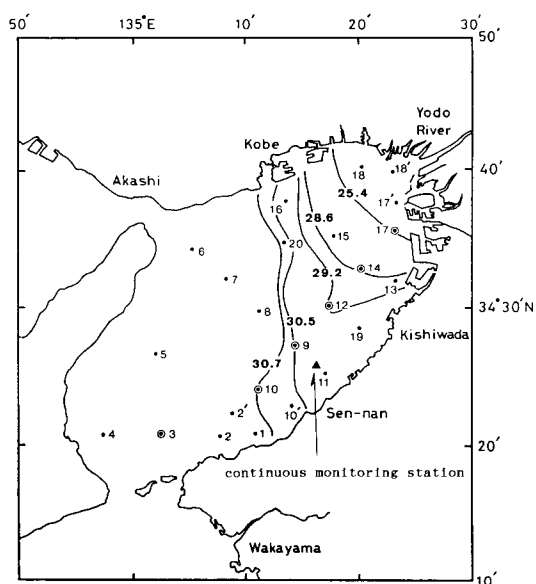 50' 135°E 10' 20' 30'
50'
Yodo
River
Kobe
40'
Akashi
18 18'
25.4
16 17'
28.6
20 15 17
6
29.2 14
7 13
8 12
34°30'N
30.5 19 Kishiwada
9
5
30.7 11
10
10' Sen-nan
2'
4 3 2 1
20'
continuous monitoring station
Wakayama
10'